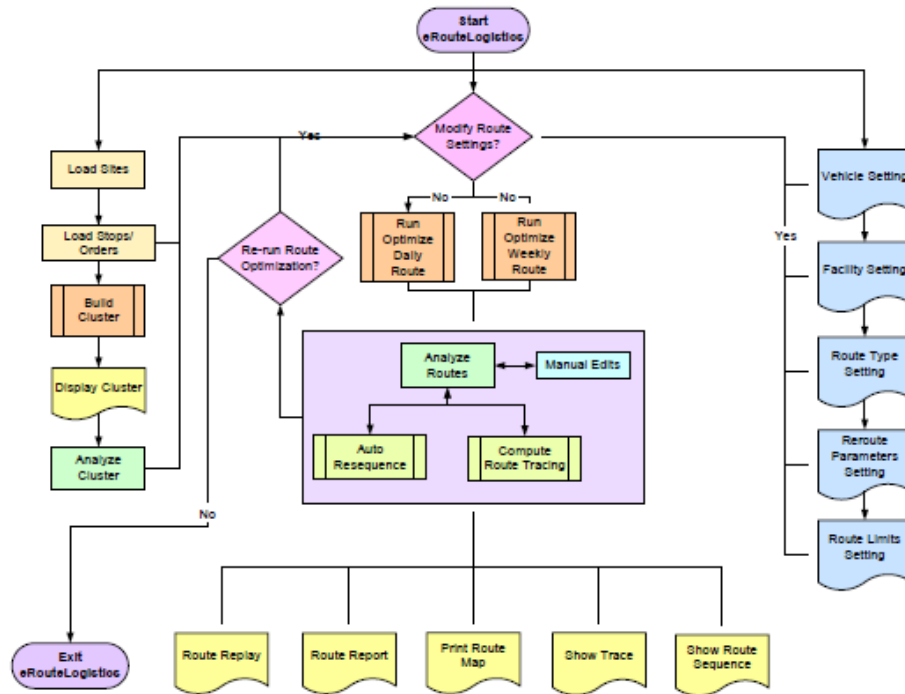 Start
eRouteLogistics
Modify Route
Settings?
Yes
Load Sites
Vehicle Setting
No
No
Load Stops/
Orders
Re-run Route
Optimization?
Run
Optimize
Daily
Route
Run
Optimize
Weekly
Route
Yes
Facility Setting
Build
Cluster
Analyze
Routes
Manual Edits
Route Type
Setting
Display Cluster
Auto
Resequence
Compute
Route Tracing
Reroute
Parameters
Setting
Analyze
Cluster
No
Route Limits
Setting
Exit
eRouteLogistics
Route Replay
Route Report
Print Route
Map
Show Trace
Show Route
Sequence